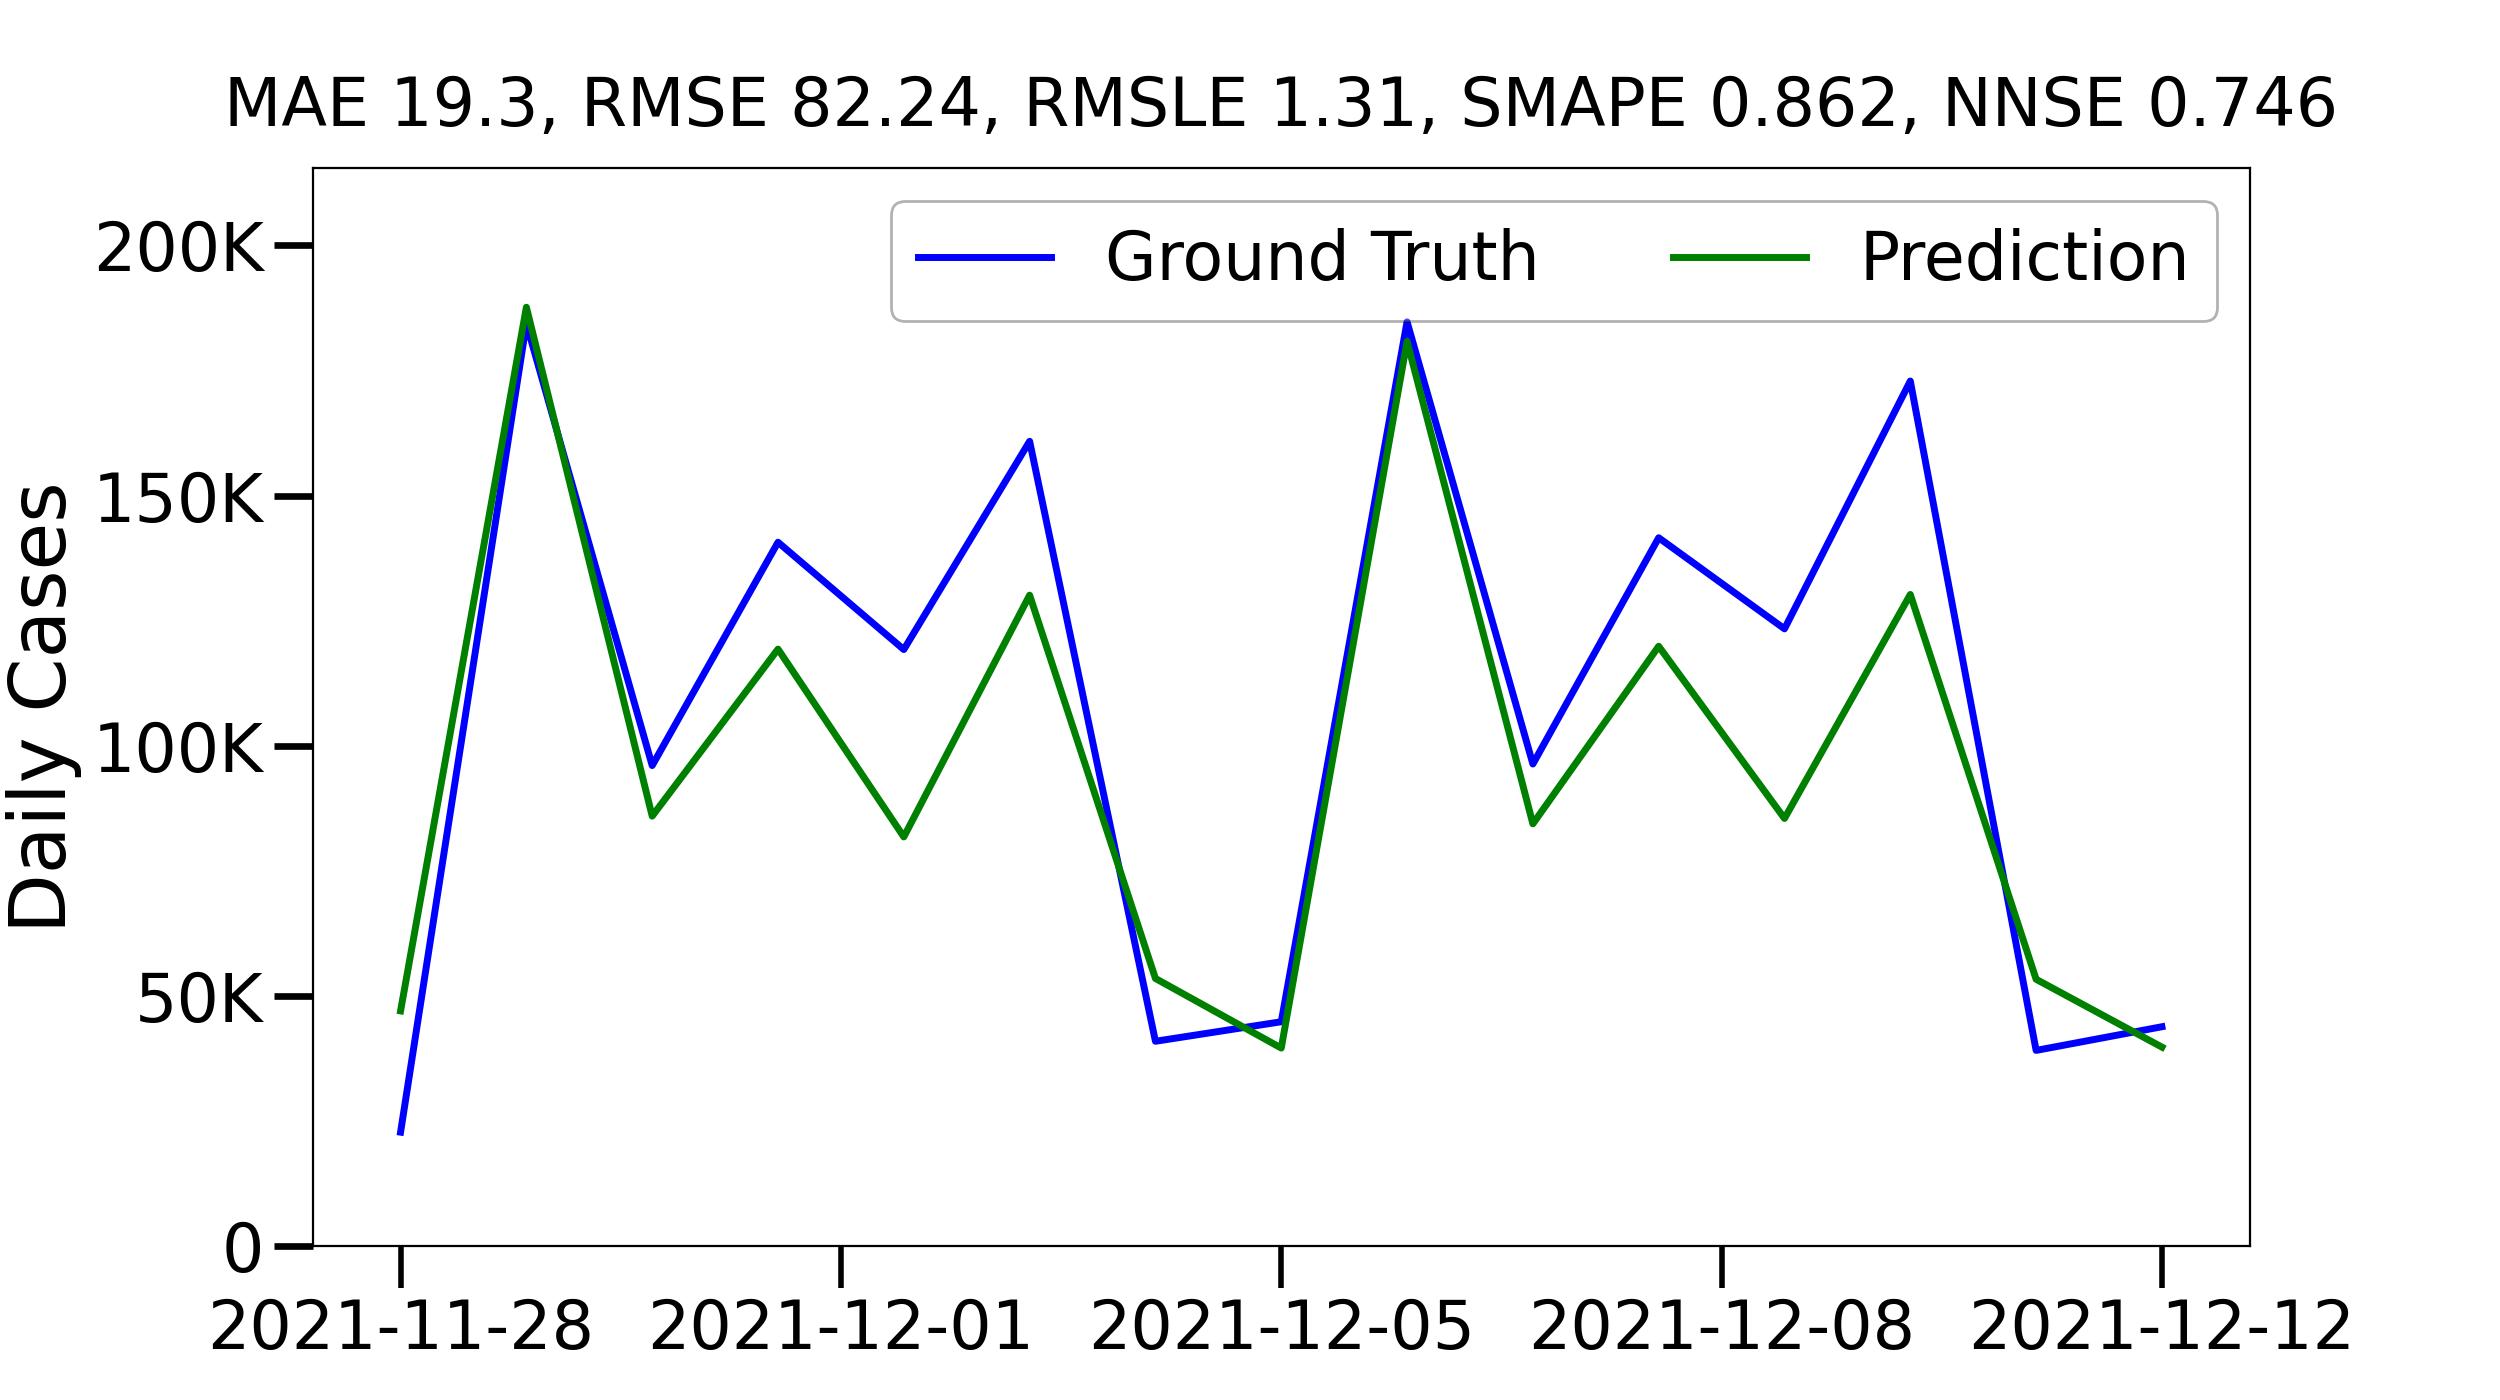 MAE 19.3, RMSE 82.24, RMSLE 1.31, SMAPE 0.862, NNSE 0.746
Ground Truth Prediction
200K
150K
100K
50K
0
Daily Cases
2021-11-28 2021-12-01 2021-12-05 2021-12-08 2021-12-12